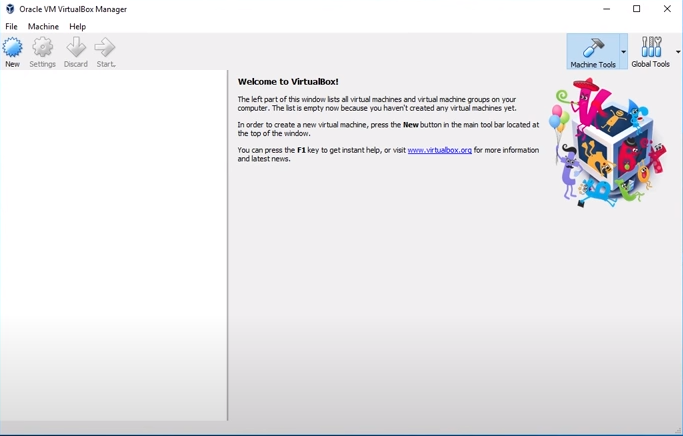 Oracle VM VirtualBox Manager
File Machine Help
New Settings Discard Start.
Machine Tools Global Tools
Welcome to VirtualBox!
The left part of this window lists all virtual machines and virtual machine groups on your
computer. The list is empty now because you haven't created any virtual machines yet.
In order to create a new virtual machine, press the New button in the main tool bar located at
the top of the window.
You can press the F1 key to get instant help, or visit www.virtualbox.org for more information
and latest news.